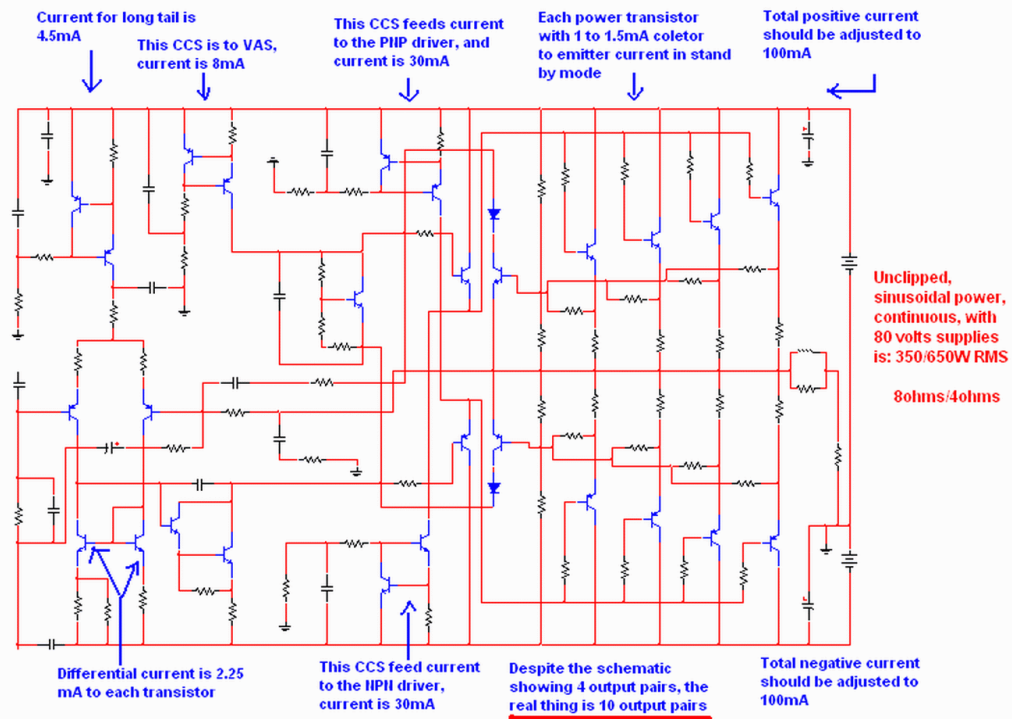 Current for long tail is
4.5mA
This CCS is to VAS,
current is 8mA
This CCS feeds current
to the PNP driver, and
current is 30mA
Each power transistor
with 1 to 1.5mA coletor
to emitter current in stand
by mode
Total positive current
should be adjusted to
100mA
Unclipped,
sinusoidal power,
continuous, with
80 volts supplies
is: 350/650W RMS
8ohms/4ohms
Differential current is 2.25
mA to each transistor
This CCS feed current
to the NPN driver,
current is 30mA
Despite the schematic
showing 4 output pairs, the
real thing is 10 output pairs
Total negative current
should be adjusted to
100mA